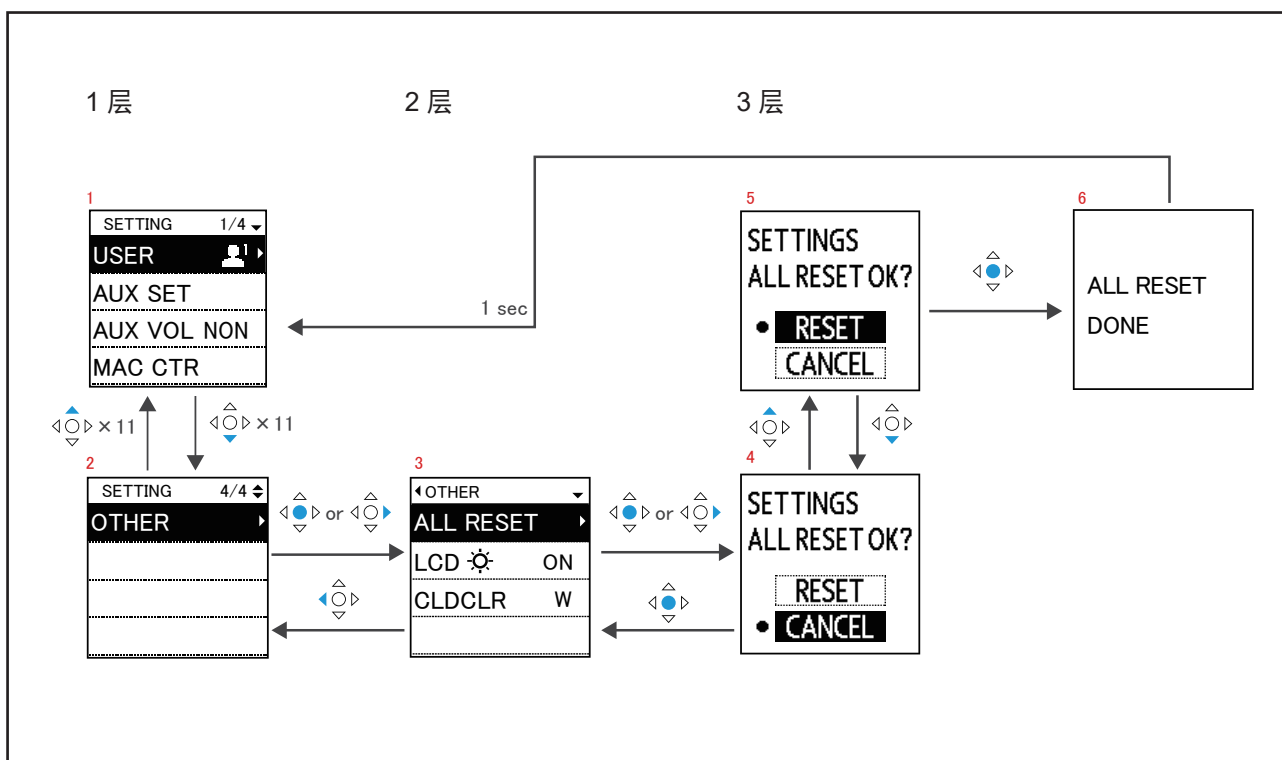 1 层
2 层
3 层
1
SETTING 1/4
USER 1
AUX SET
AUX VOL NON
MAC CTR
1 sec
5
SETTINGS
ALL RESET OK?
RESET
CANCEL
6
ALL RESET
DONE
× 11
× 11
2
SETTING 4/4
OTHER
or
3
OTHER
ALL RESET
LCD ON
CLDCLR W
or
4
SETTINGS
ALL RESET OK?
RESET
CANCEL